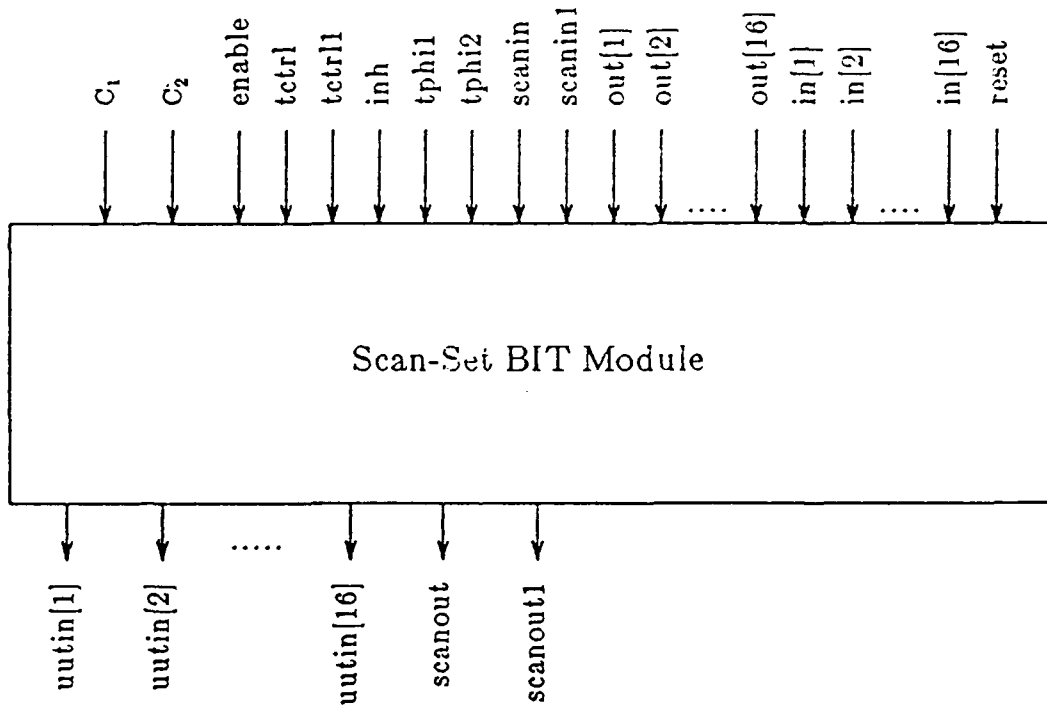 C₁
C₂
enable
tctrl
tctrl1
inh
tphi1
tphi2
scanin
scanin1
out[1]
out[2]
....
out[16]
in[1]
in[2]
....
in[16]
reset
Scan-Set BIT Module
uutin[1]
uutin[2]
.....
uutin[16]
scanout
scanout1